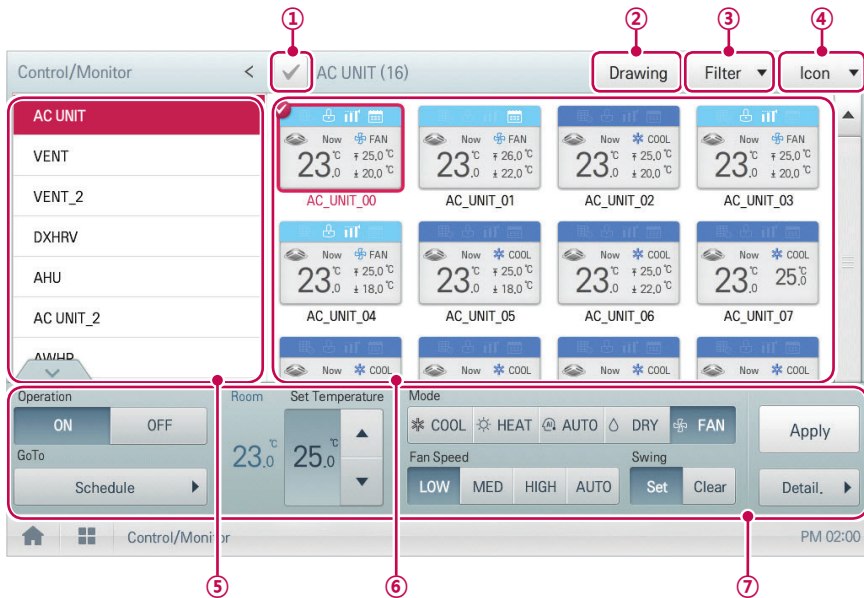 ① ② ③ ④
Control/Monitor < AC UNIT (16) Drawing Filter ▼ Icon ▼
AC UNIT
VENT
VENT_2
DXHRV
AHU
AC UNIT_2
AWHP
Now FAN
23.0 °C 25.0 °C
20.0 °C
AC_UNIT_00
Now FAN
23.0 °C 26.0 °C
22.0 °C
AC_UNIT_01
Now COOL
23.0 °C 25.0 °C
20.0 °C
AC_UNIT_02
Now COOL
23.0 °C 25.0 °C
20.0 °C
AC_UNIT_03
Now FAN
23.0 °C 25.0 °C
18.0 °C
AC_UNIT_04
Now COOL
23.0 °C 25.0 °C
18.0 °C
AC_UNIT_05
Now COOL
23.0 °C 25.0 °C
22.0 °C
AC_UNIT_06
Now COOL
23.0 °C 25.0 °C
AC_UNIT_07
Now COOL
Now COOL
Now COOL
Now COOL
Operation
ON OFF
GoTo
Schedule
Room Set Temperature
23.0 °C 25.0 °C
Mode
COOL HEAT AUTO DRY FAN
Fan Speed Swing
LOW MED HIGH AUTO Set Clear
Apply
Detail.
Control/Monitor PM 02:00
⑤ ⑥ ⑦